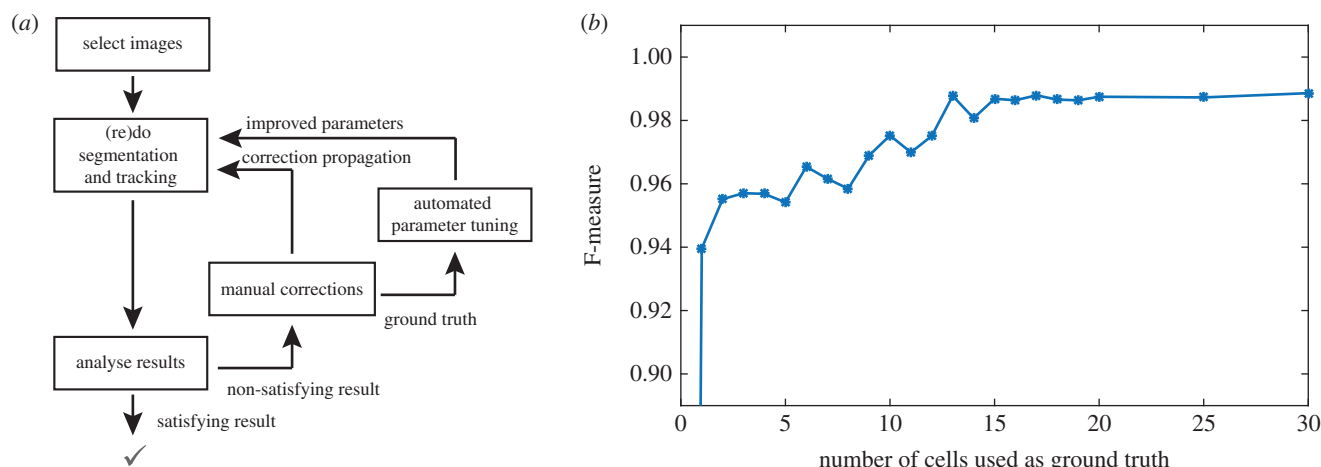 (a)
select images
(re)do
segmentation
and tracking
improved parameters
correction propagation
automated
parameter tuning
manual corrections
ground truth
analyse results
non-satisfying result
satisfying result
✓
(b)
F-measure
1.00
0.98
0.96
0.94
0.92
0.90
0 5 10 15 20 25 30
number of cells used as ground truth